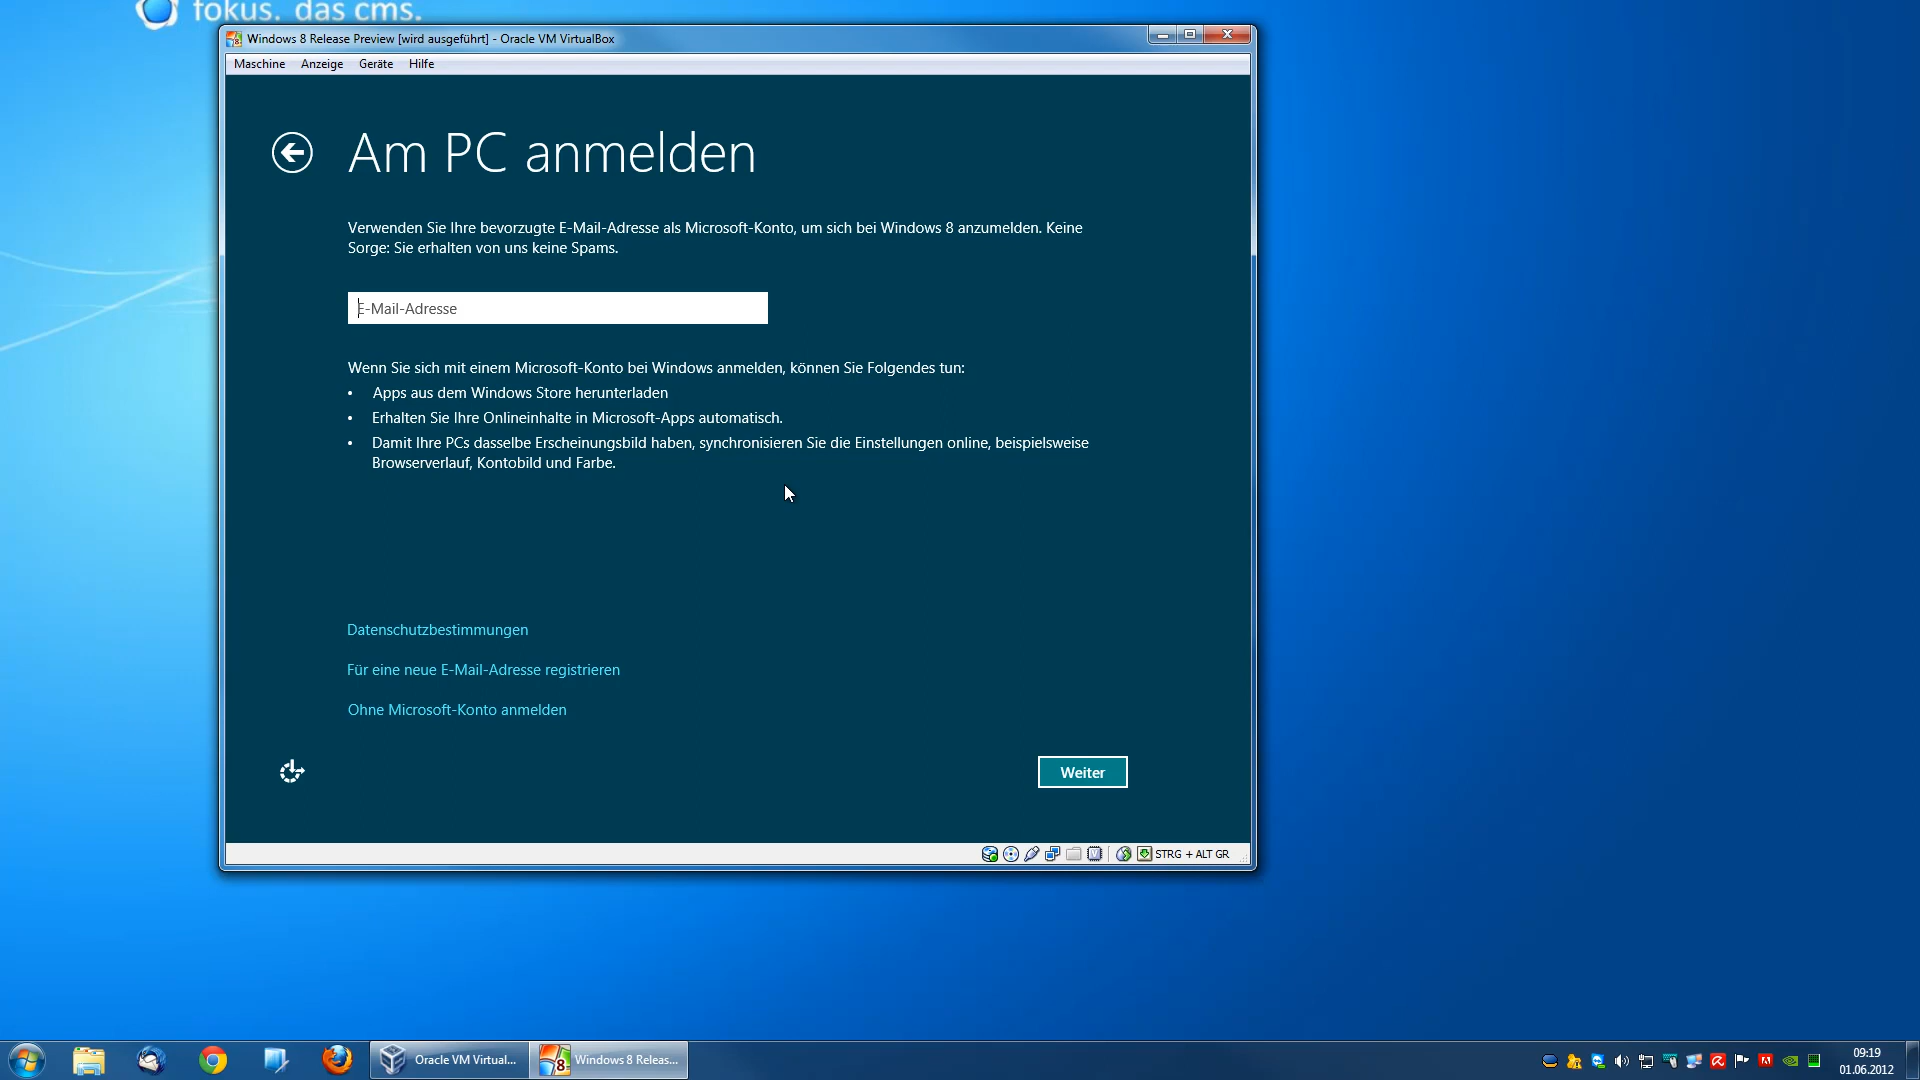 fokus. das cms.
Windows 8 Release Preview [wird ausgeführt] - Oracle VM VirtualBox
Maschine Anzeige Geräte Hilfe
Am PC anmelden
Verwenden Sie Ihre bevorzugte E-Mail-Adresse als Microsoft-Konto, um sich bei Windows 8 anzumelden. Keine
Sorge: Sie erhalten von uns keine Spams.
E-Mail-Adresse
Wenn Sie sich mit einem Microsoft-Konto bei Windows anmelden, können Sie Folgendes tun:
• Apps aus dem Windows Store herunterladen
• Erhalten Sie Ihre Onlineinhalte in Microsoft-Apps automatisch.
• Damit Ihre PCs dasselbe Erscheinungsbild haben, synchronisieren Sie die Einstellungen online, beispielsweise
Browserverlauf, Kontobild und Farbe.
Datenschutzbestimmungen
Für eine neue E-Mail-Adresse registrieren
Ohne Microsoft-Konto anmelden
Weiter
STRG + ALT GR
Oracle VM Virtual...
8 Windows 8 Releas...
09:19
01.06.2012